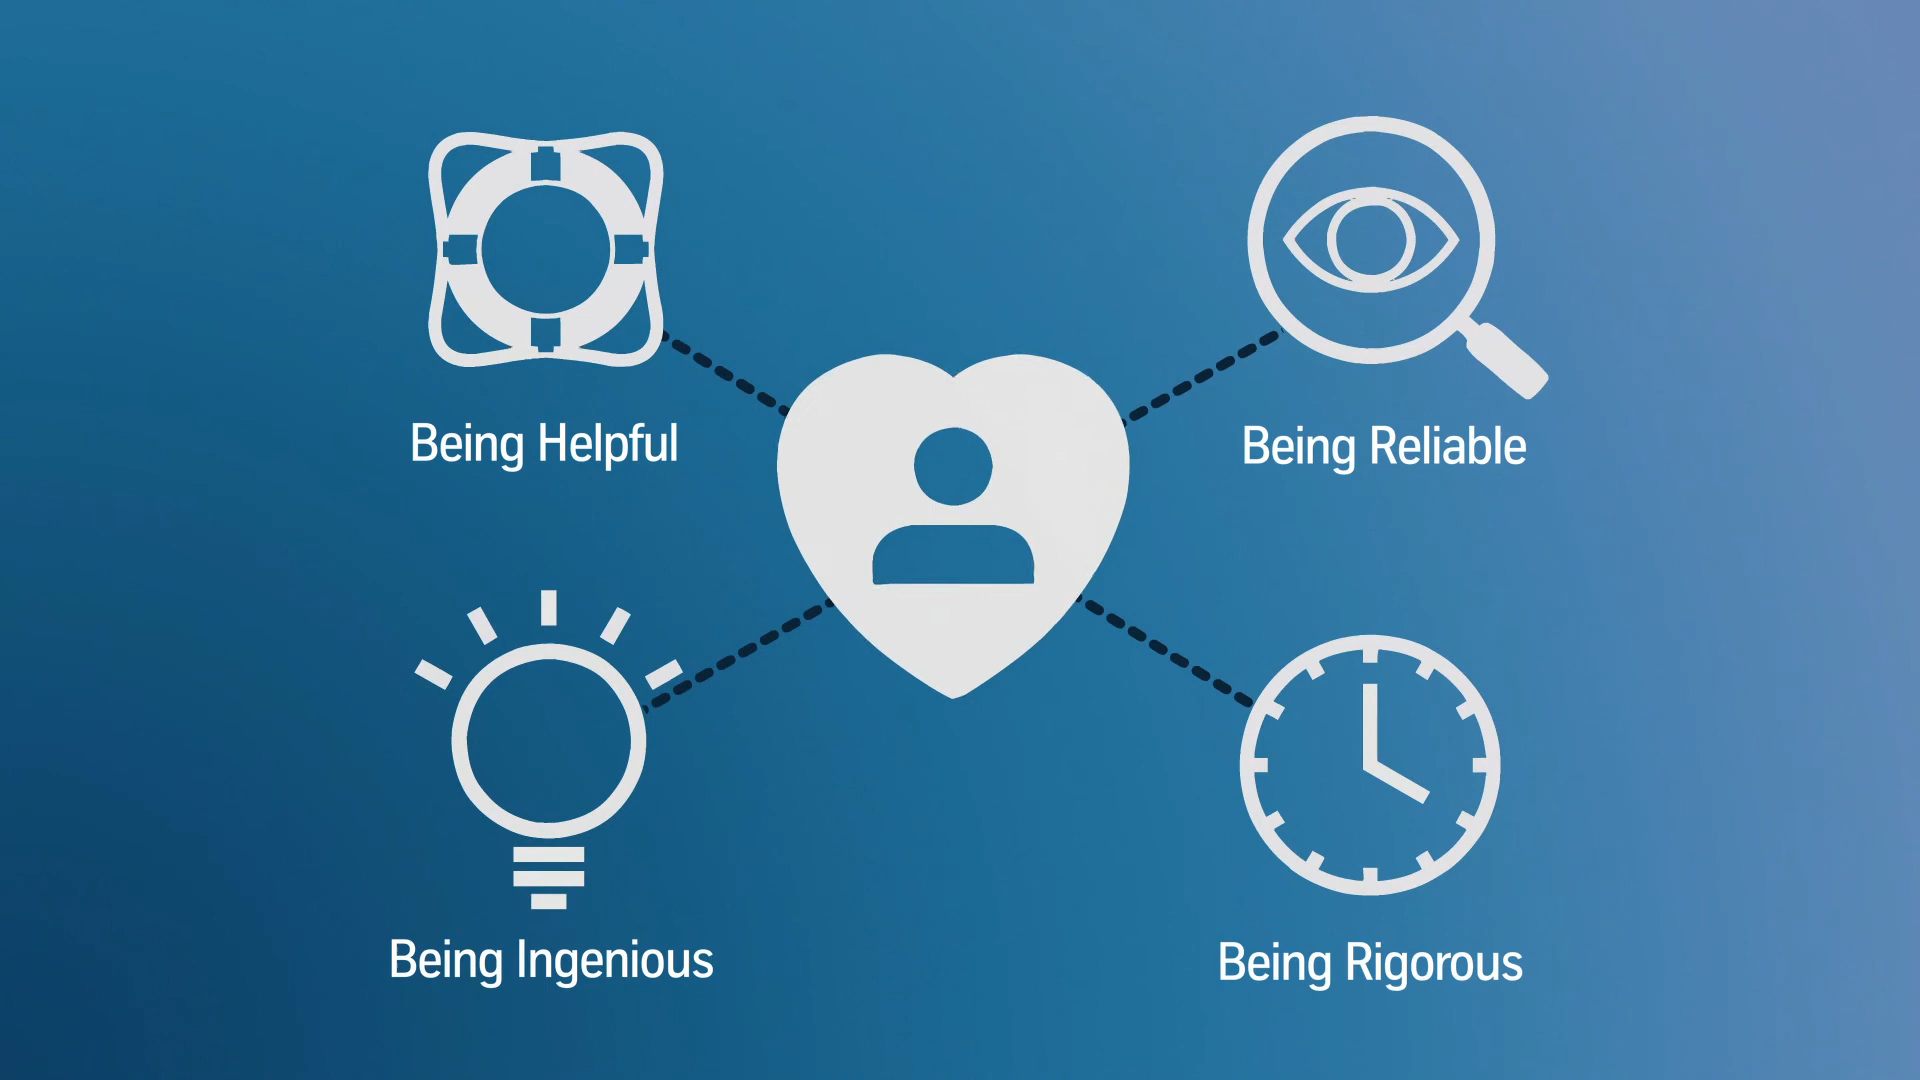 Being Helpful
Being Reliable
Being Ingenious
Being Rigorous